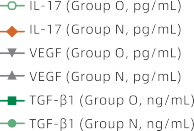 IL-17 (Group O, pg/mL)
IL-17 (Group N, pg/mL)
VEGF (Group O, pg/mL)
VEGF (Group N, pg/mL)
TGF-β1 (Group O, ng/mL)
TGF-β1 (Group N, ng/mL)